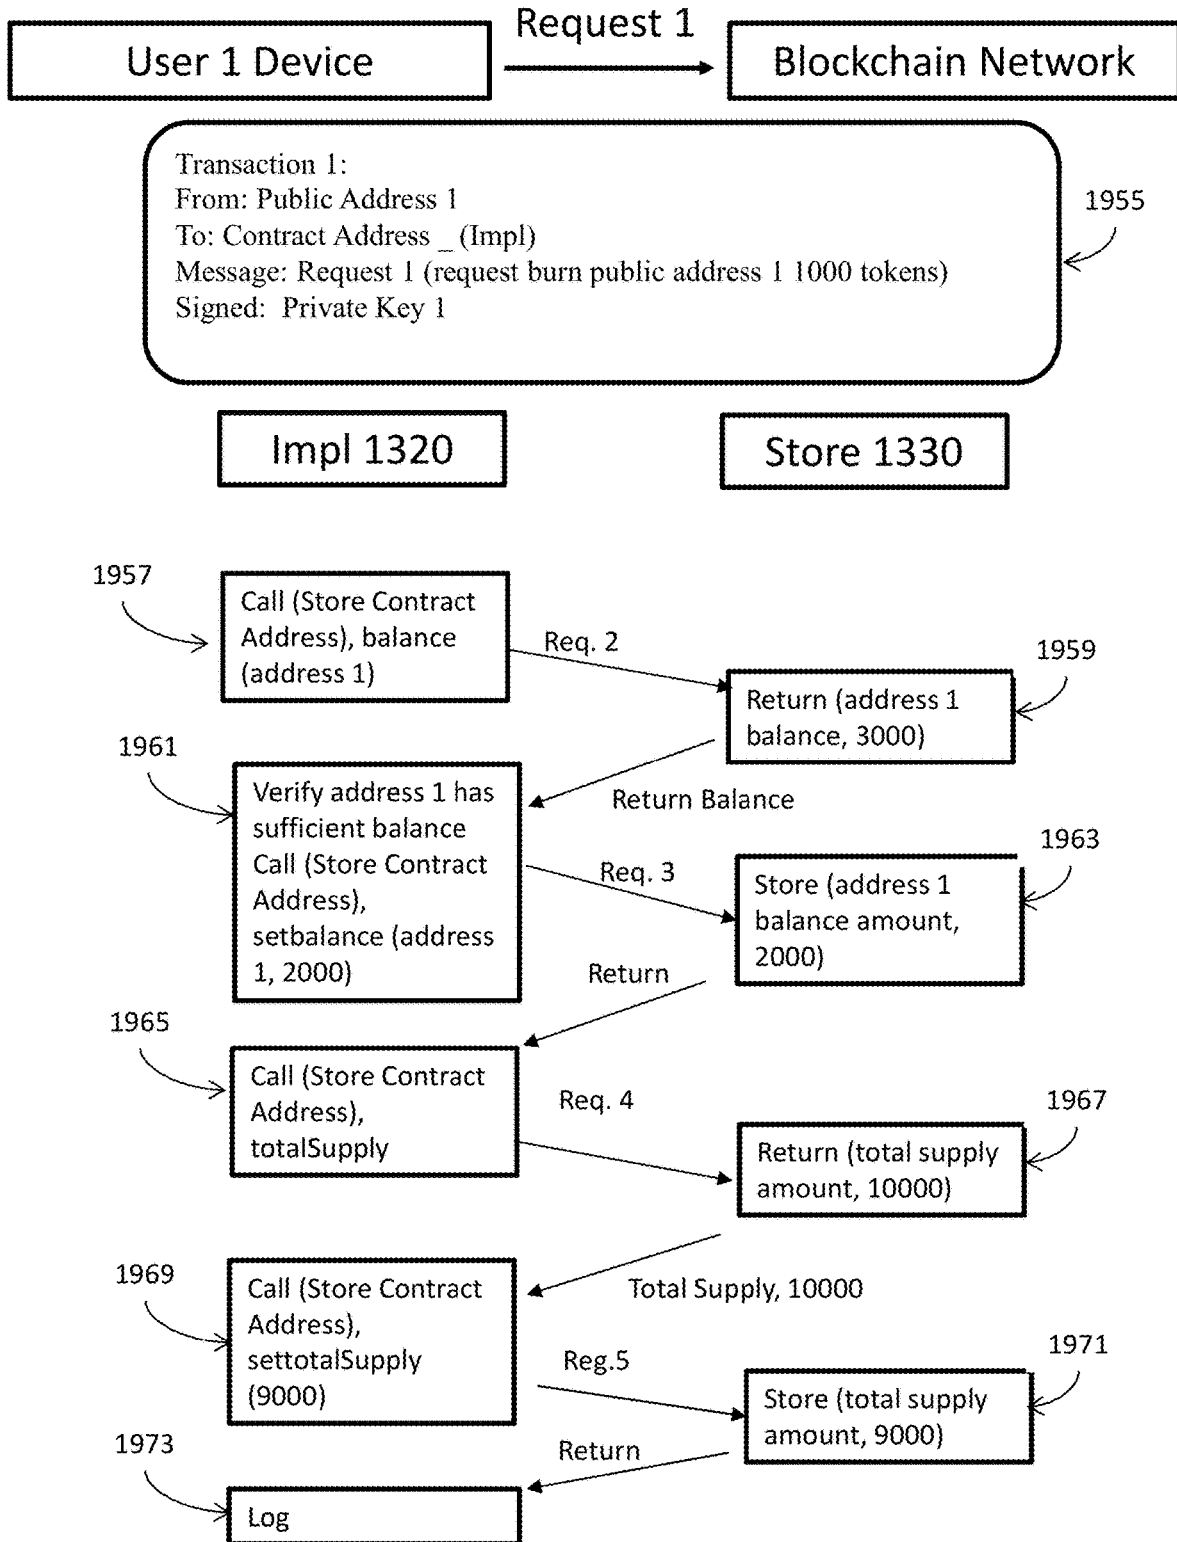 Request 1
User 1 Device
Blockchain Network
Transaction 1:
From: Public Address 1
To: Contract Address _ (Impl)
Message: Request 1 (request burn public address 1 1000 tokens)
Signed: Private Key 1
1955
Impl 1320
Store 1330
1957
Call (Store Contract
Address), balance
(address 1)
Req. 2
1959
Return (address 1
balance, 3000)
1961
Return Balance
Verify address 1 has
sufficient balance
Call (Store Contract
Address),
setbalance (address
1, 2000)
Req. 3
1963
Store (address 1
balance amount,
2000)
Return
1965
Call (Store Contract
Address),
totalSupply
Req. 4
1967
Return (total supply
amount, 10000)
1969
Total Supply, 10000
Call (Store Contract
Address),
settotalSupply
(9000)
Reg.5
1971
Store (total supply
amount, 9000)
1973
Return
Log